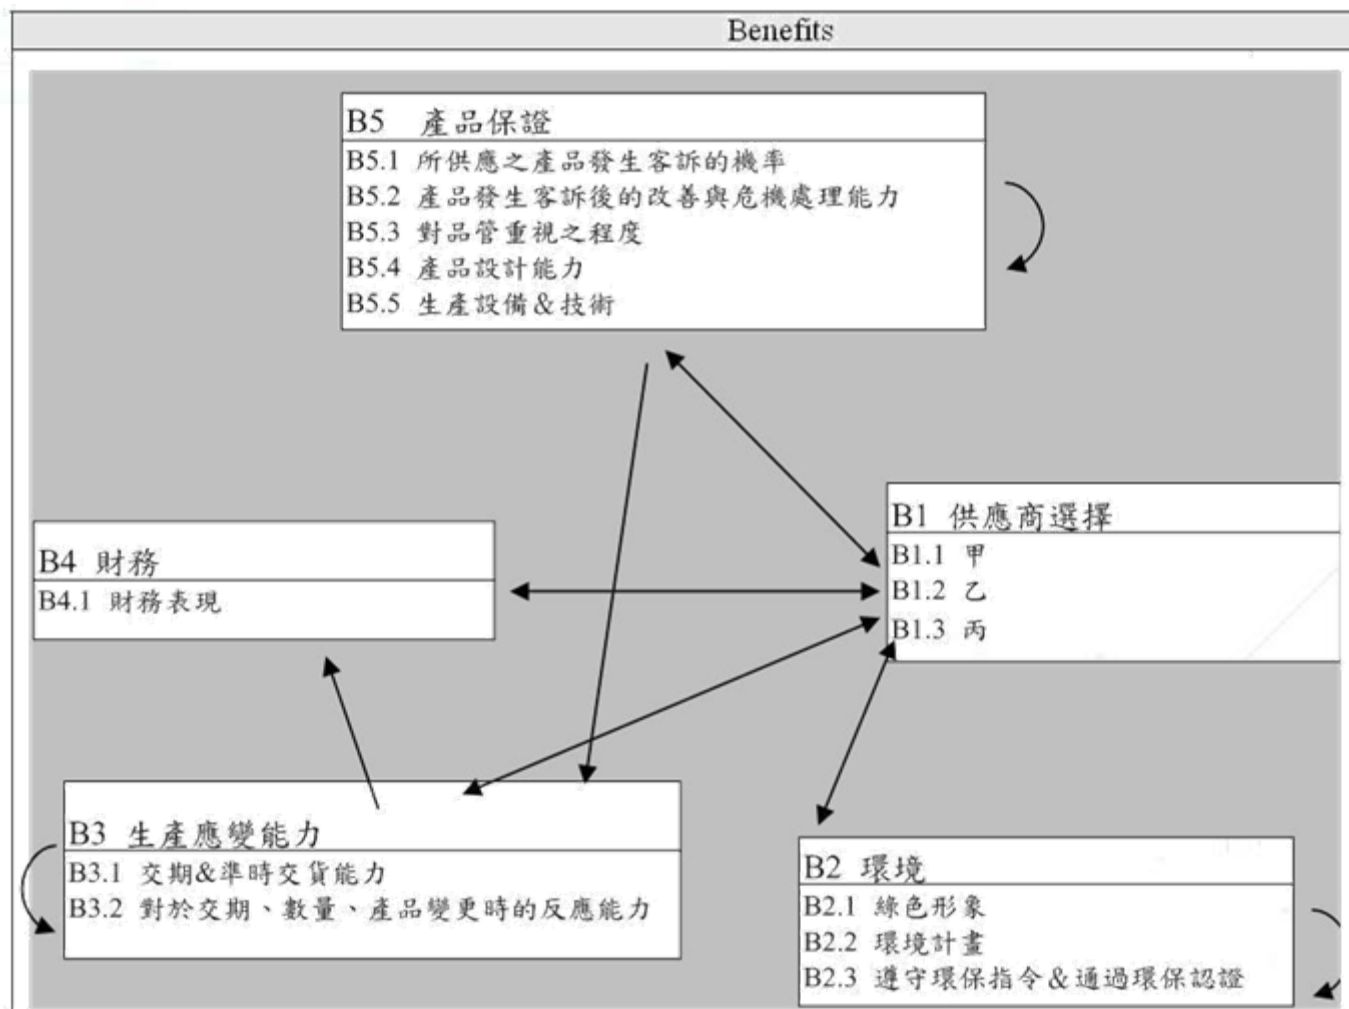 Benefits
B5 產品保證
B5.1 所供應之產品發生客訴的機率
B5.2 產品發生客訴後的改善與危機處理能力
B5.3 對品管重視之程度
B5.4 產品設計能力
B5.5 生產設備&技術
B1 供應商選擇
B1.1 甲
B1.2 乙
B1.3 丙
B4 財務
B4.1 財務表現
B3 生產應變能力
B3.1 交期&準時交貨能力
B3.2 對於交期、數量、產品變更時的反應能力
B2 環境
B2.1 綠色形象
B2.2 環境計畫
B2.3 遵守環保指令&通過環保認證